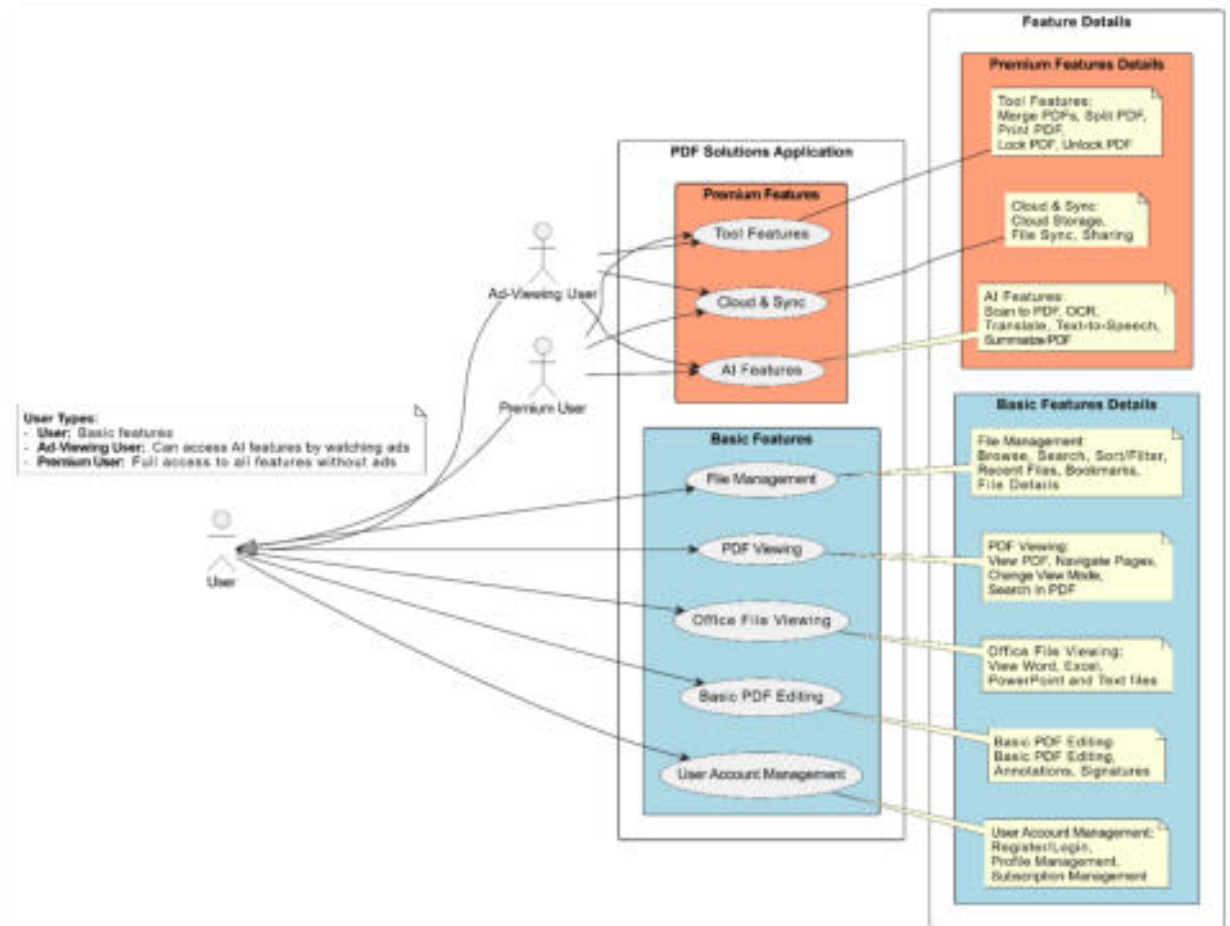 Feature Details
Premium Features Details
Tool Features:
Merge PDFs, Split PDF,
Print PDF,
Lock PDF, Unlock PDF
Cloud & Sync:
Cloud Storage,
File Sync, Sharing
AI Features:
Scan to PDF, OCR,
Translate, Text-to-Speech,
Summarize PDF
Basic Features Details
File Management:
Browse, Search, Sort/Filter,
Recent Files, Bookmarks,
File Details
PDF Viewing:
View PDF, Navigate Pages,
Change View Mode,
Search in PDF
Office File Viewing:
View Word, Excel,
PowerPoint and Text files
Basic PDF Editing:
Basic PDF Editing,
Annotations, Signatures
User Account Management:
Register/Login,
Profile Management,
Subscription Management
PDF Solutions Application
Premium Features
Tool Features
Cloud & Sync
AI Features
Basic Features
File Management
PDF Viewing
Office File Viewing
Basic PDF Editing
User Account Management
Ad-Viewing User
Premium User
User Types:
- User: Basic features
- Ad-Viewing User: Can access AI features by watching ads
- Premium User: Full access to all features without ads
User